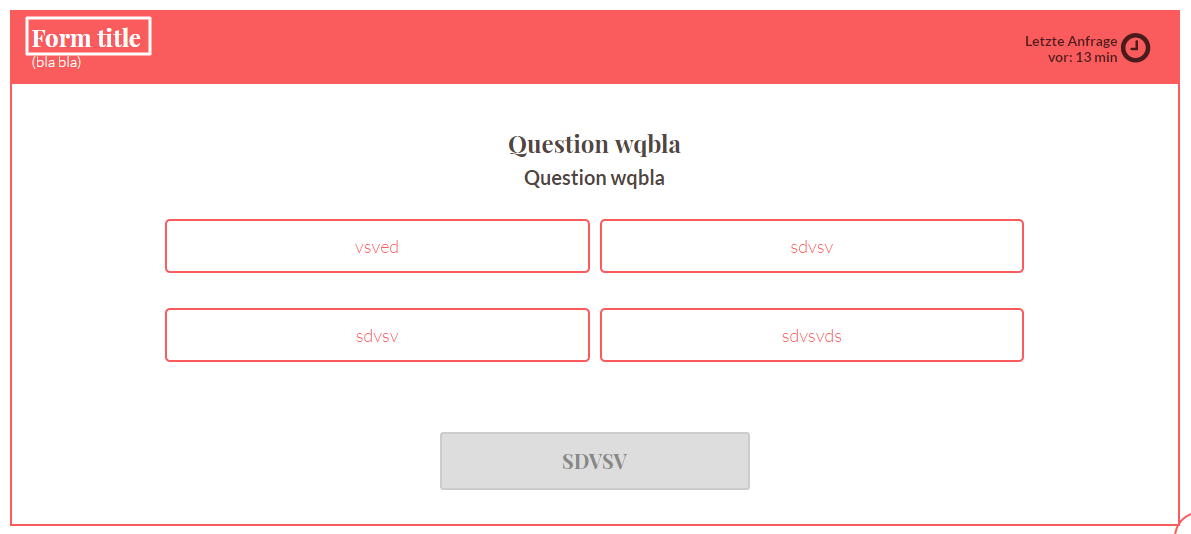 Form title
(bla bla)
Letzte Anfrage
vor: 13 min
Question wqbla
Question wqbla
vsved
sdvsv
sdvsv
sdvsvds
SDVSV